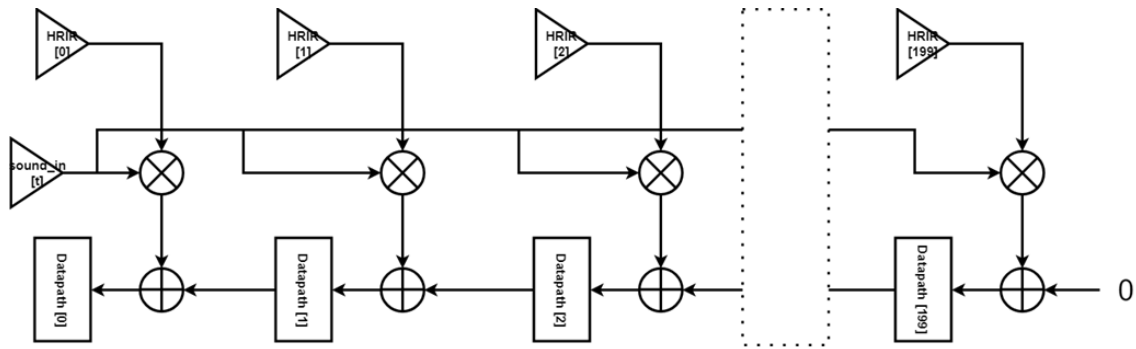 HRIR
[0]
HRIR
[1]
HRIR
[2]
HRIR
[199]
sound_in
[t]
Datapath [0]
Datapath [1]
Datapath [2]
Datapath [199]
0